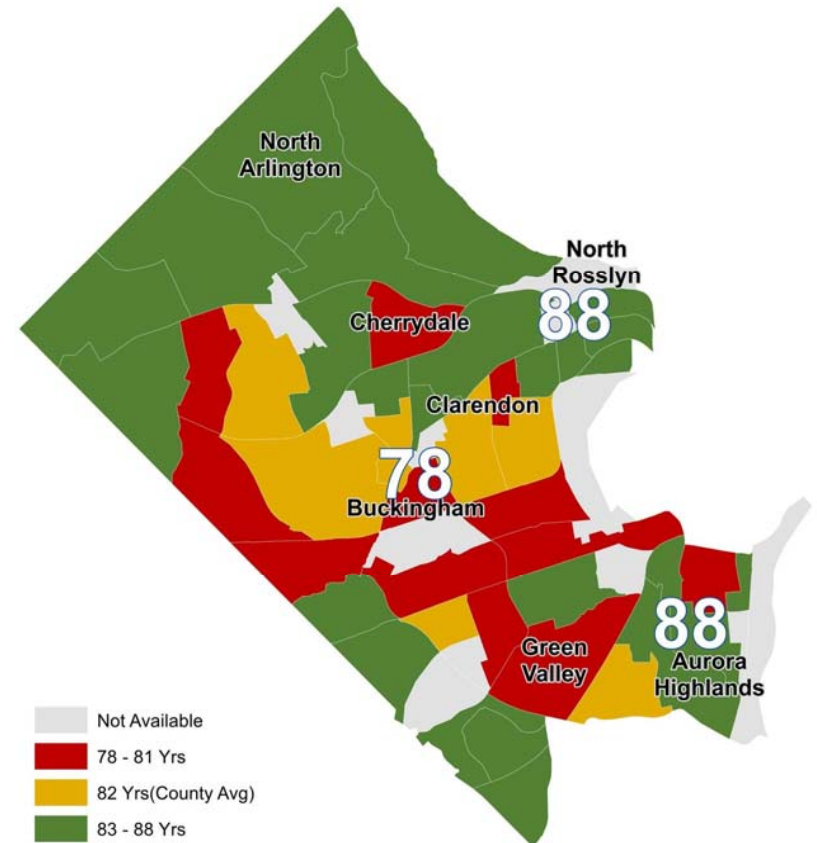 North
Arlington
North
Rosslyn
88
Cherrydale
Clarendon
78
Buckingham
88
Green
Valley
Aurora
Highlands
Not Available
78 - 81 Yrs
82 Yrs(County Avg)
83 - 88 Yrs